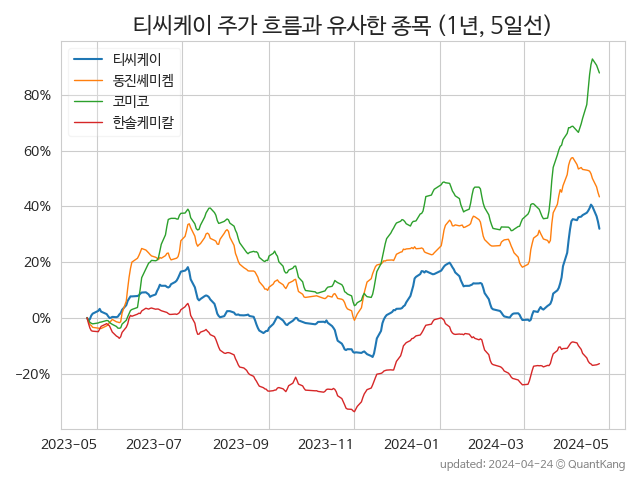 티씨케이 주가 흐름과 유사한 종목 (1년, 5일선)
티씨케이
동진쎄미켐
코미코
한솔케미칼
80%
60%
40%
20%
0%
−20%
2023-05 2023-07 2023-09 2023-11 2024-01 2024-03 2024-05
updated: 2024-04-24 © QuantKang